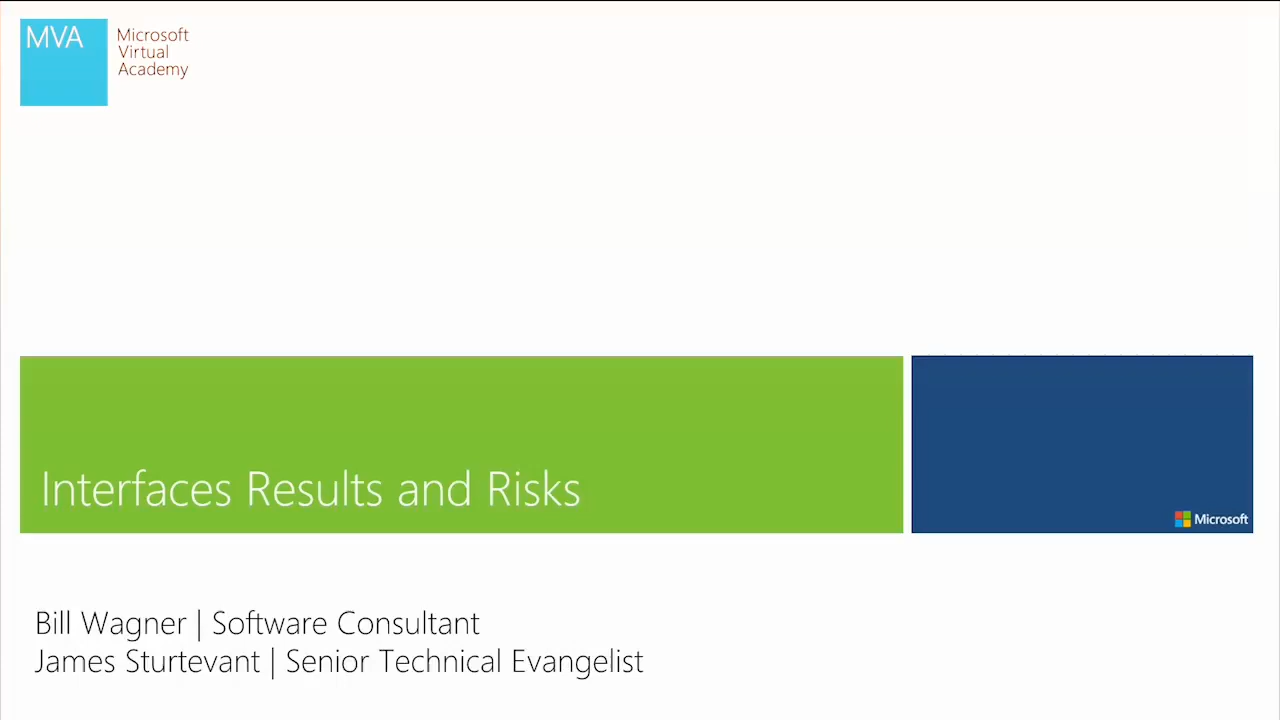 MVA
Microsoft
Virtual
Academy
Interfaces Results and Risks
Microsoft
Bill Wagner | Software Consultant
James Sturtevant | Senior Technical Evangelist